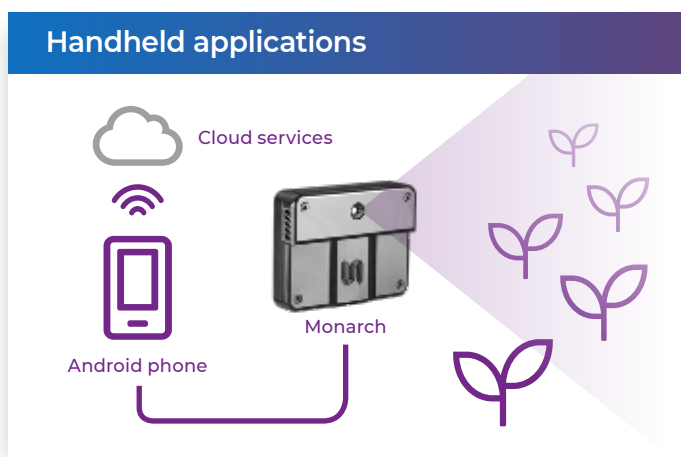 Handheld applications
Cloud services
Monarch
Android phone